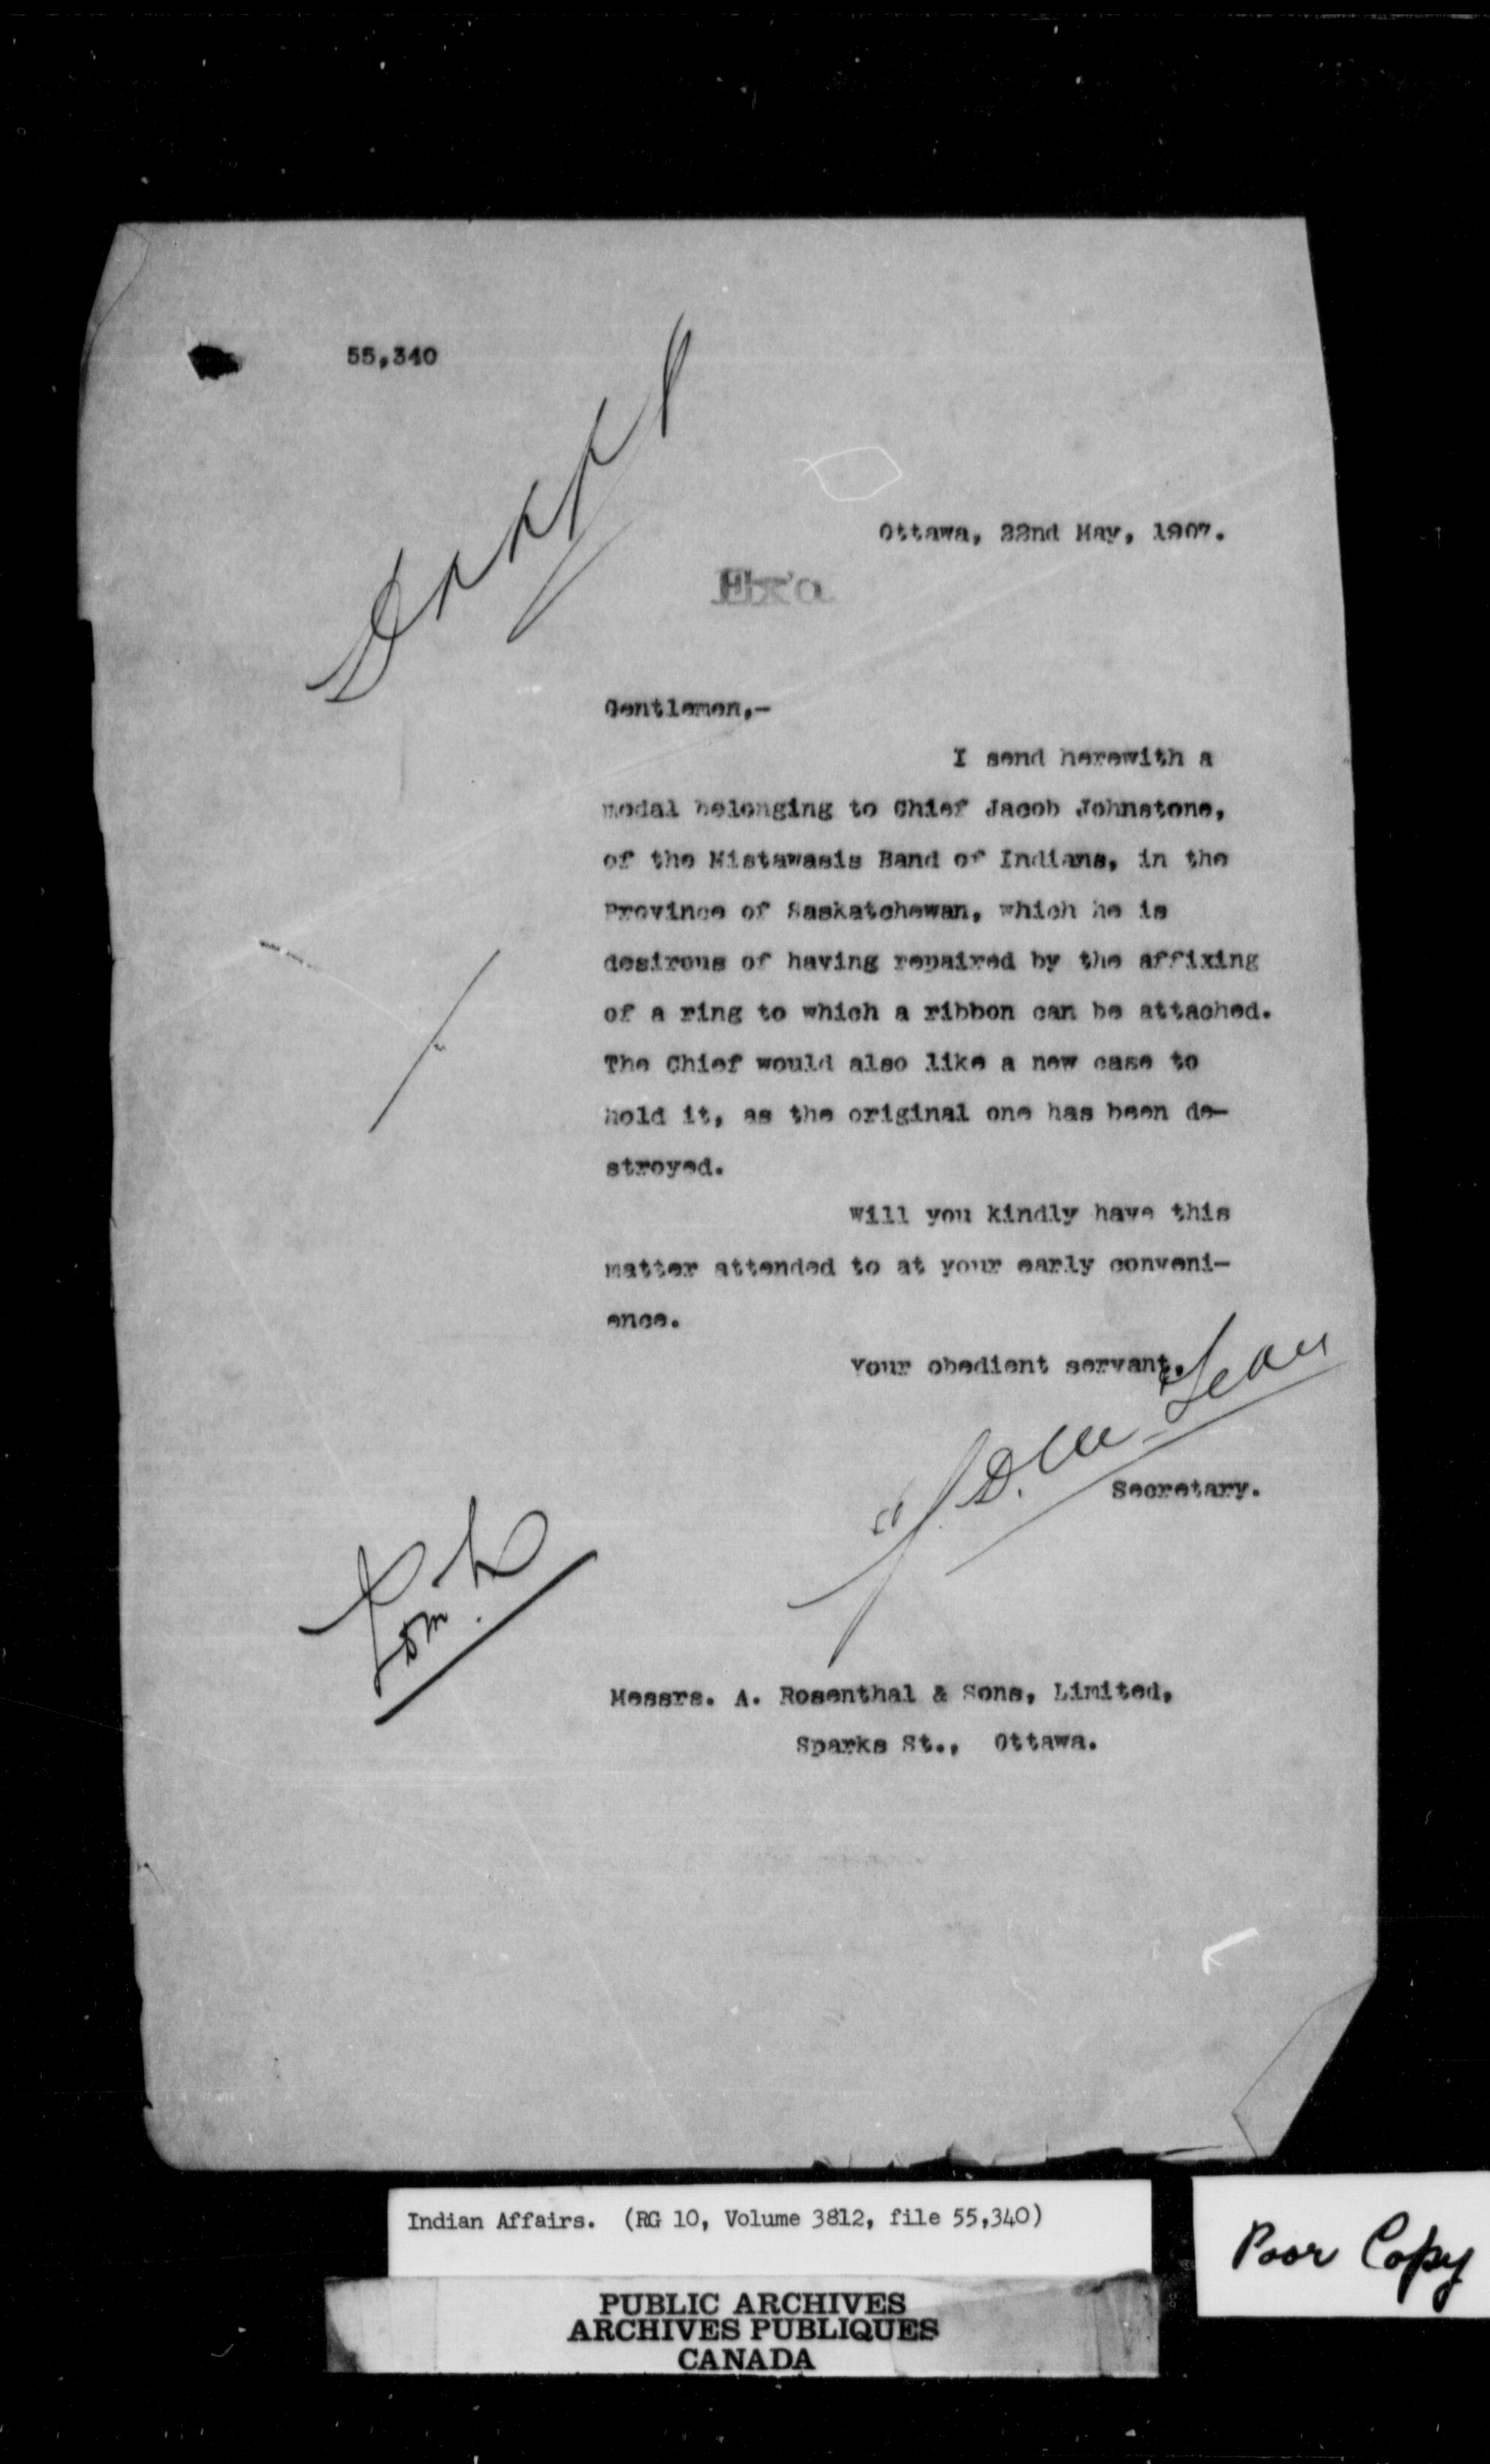 55,340
Ottawa, 22nd May, 1907.
Ex'd
Gentlemen,-
I send herewith a
medal belonging to Chief Jacob Johnstone,
of the Mistawasis Band of Indians, in the
Province of Saskatchewan, which he is
desirous of having repaired by the affixing
of a ring to which a ribbon can be attached.
The Chief would also like a new case to
hold it, as the original one has been de-
stroyed.
Will you kindly have this
matter attended to at your early conveni-
ence.
Your obedient servant,
J. D. McLean
Secretary.
Messrs. A. Rosenthal & Sons, Limited,
Sparks St., Ottawa.
Indian Affairs. (RG 10, Volume 3812, file 55,340)
Poor Copy
PUBLIC ARCHIVES
ARCHIVES PUBLIQUES
CANADA